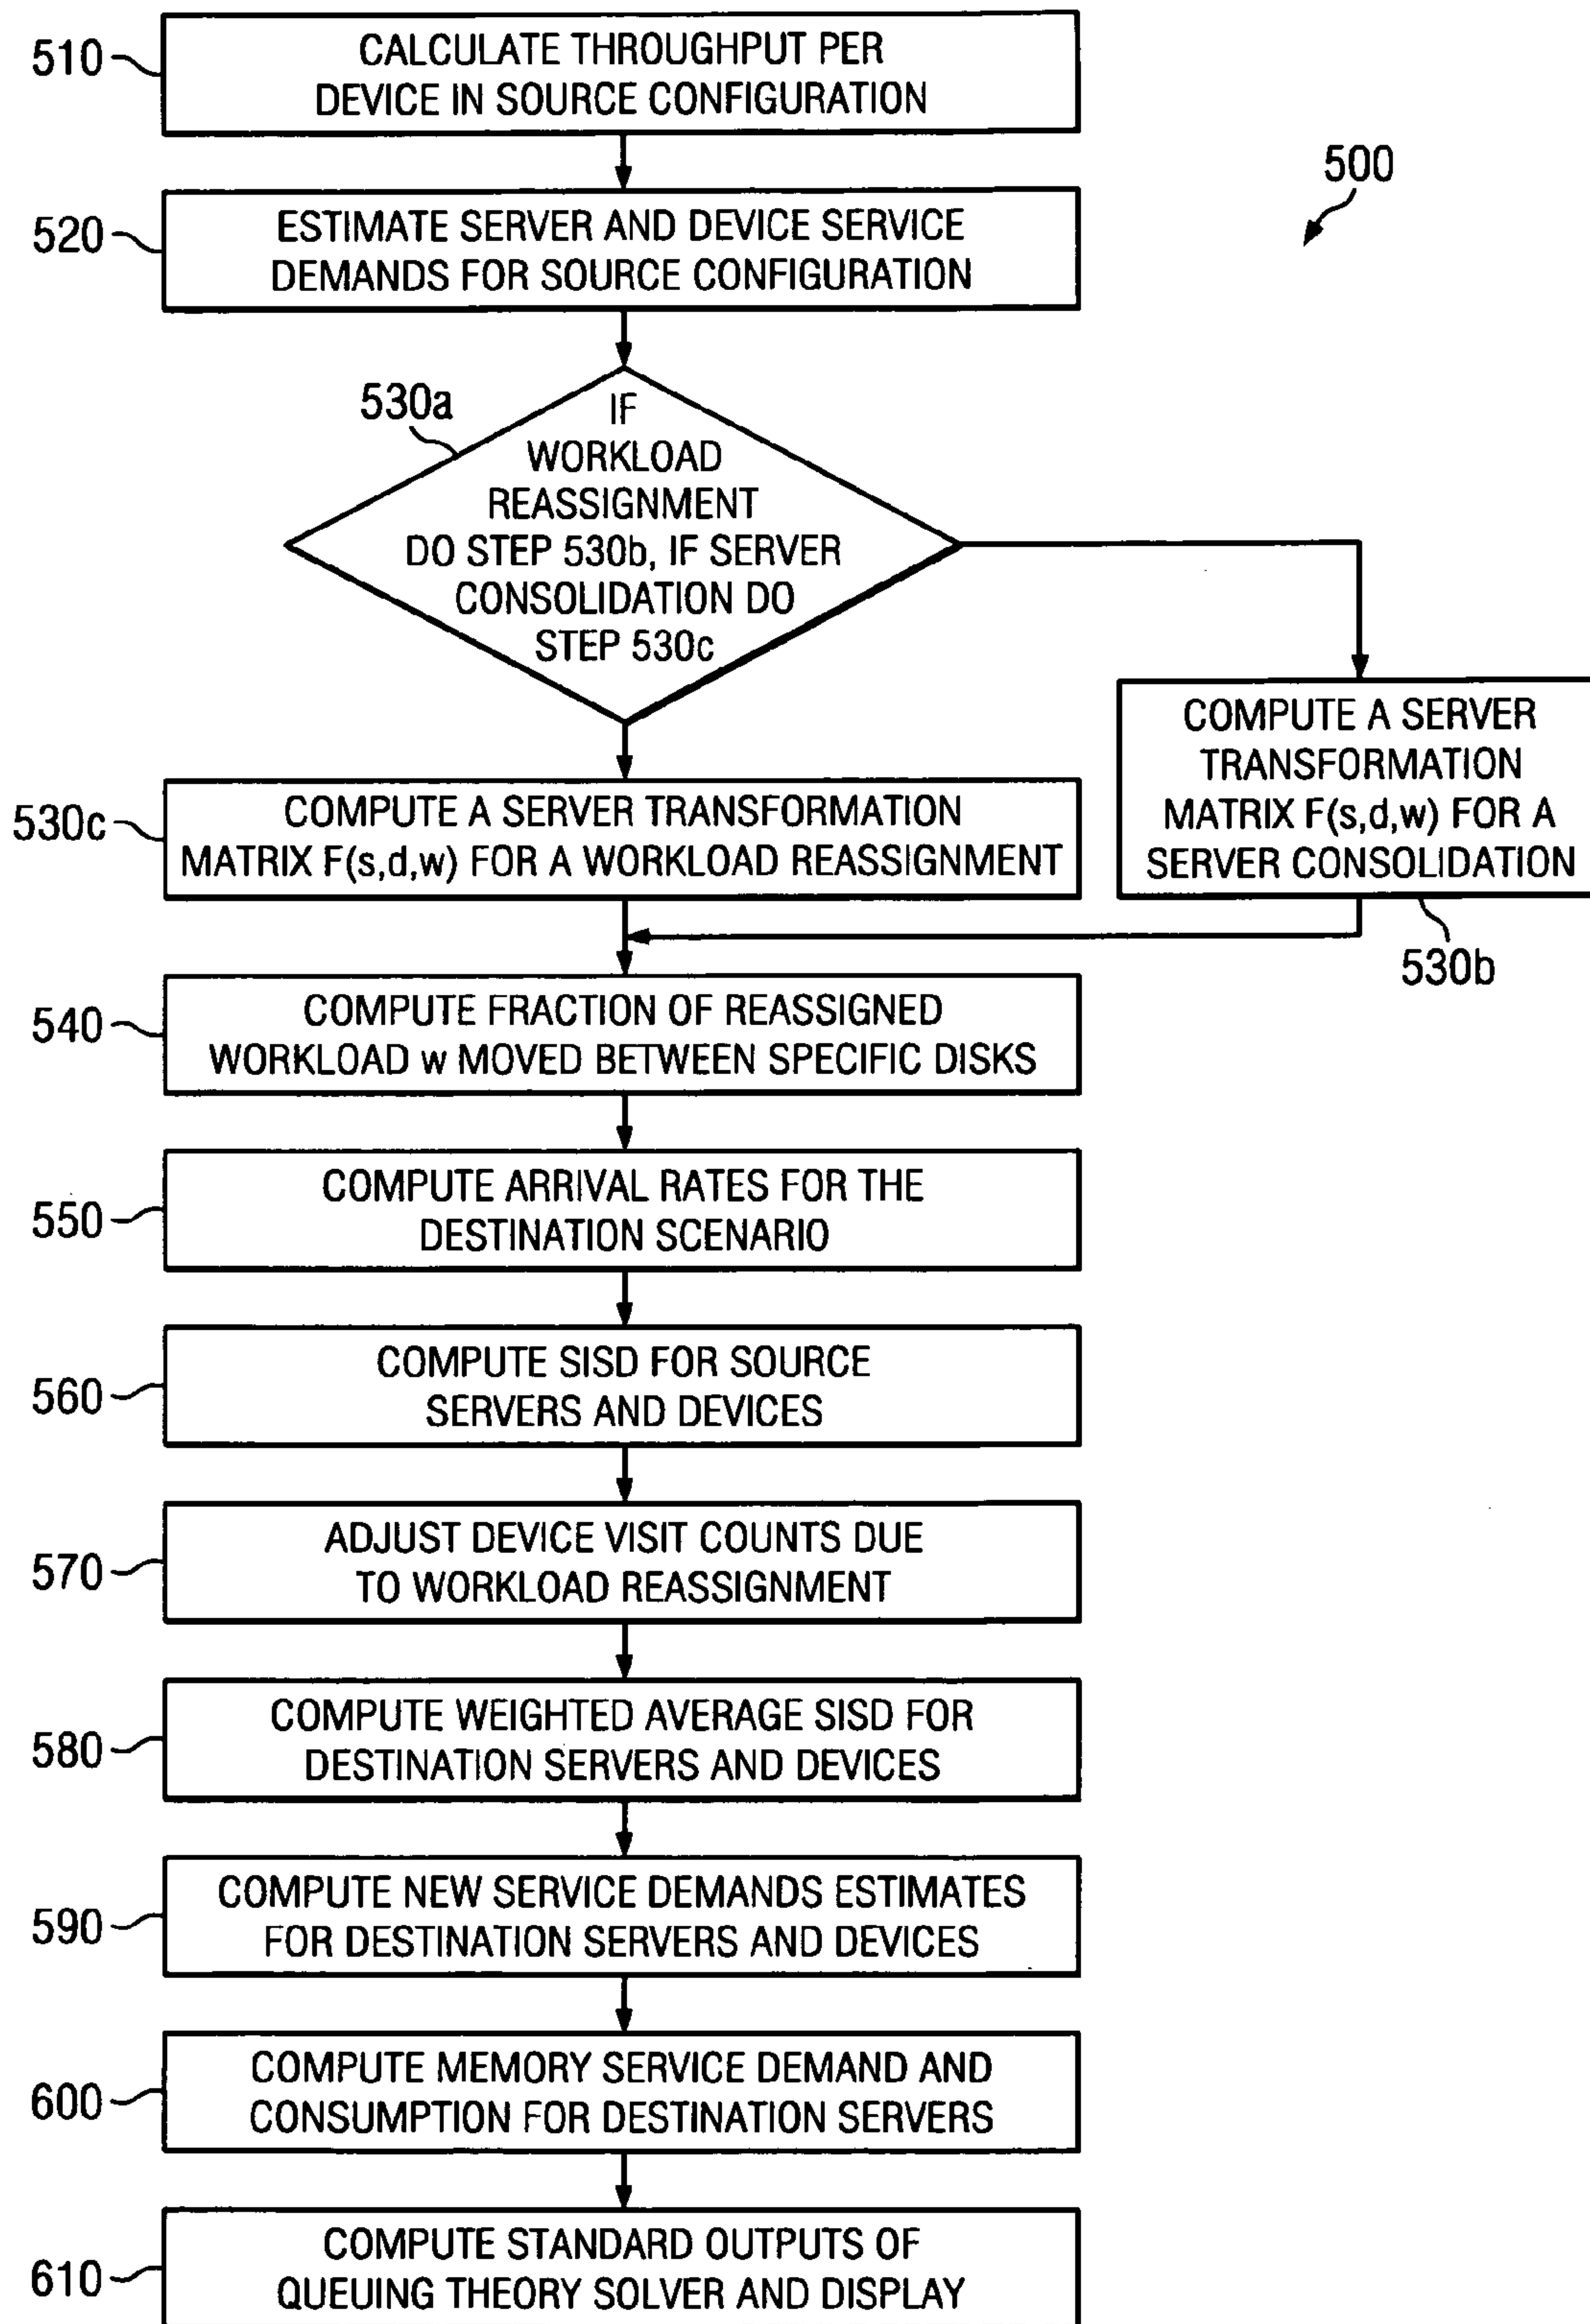 510
CALCULATE THROUGHPUT PER
DEVICE IN SOURCE CONFIGURATION
500
520
ESTIMATE SERVER AND DEVICE SERVICE
DEMANDS FOR SOURCE CONFIGURATION
530a
IF
WORKLOAD
REASSIGNMENT
DO STEP 530b, IF SERVER
CONSOLIDATION DO
STEP 530c
COMPUTE A SERVER
TRANSFORMATION
MATRIX F(s,d,w) FOR A
SERVER CONSOLIDATION
530b
530c
COMPUTE A SERVER TRANSFORMATION
MATRIX F(s,d,w) FOR A WORKLOAD REASSIGNMENT
540
COMPUTE FRACTION OF REASSIGNED
WORKLOAD w MOVED BETWEEN SPECIFIC DISKS
550
COMPUTE ARRIVAL RATES FOR THE
DESTINATION SCENARIO
560
COMPUTE SISD FOR SOURCE
SERVERS AND DEVICES
570
ADJUST DEVICE VISIT COUNTS DUE
TO WORKLOAD REASSIGNMENT
580
COMPUTE WEIGHTED AVERAGE SISD FOR
DESTINATION SERVERS AND DEVICES
590
COMPUTE NEW SERVICE DEMANDS ESTIMATES
FOR DESTINATION SERVERS AND DEVICES
600
COMPUTE MEMORY SERVICE DEMAND AND
CONSUMPTION FOR DESTINATION SERVERS
610
COMPUTE STANDARD OUTPUTS OF
QUEUING THEORY SOLVER AND DISPLAY